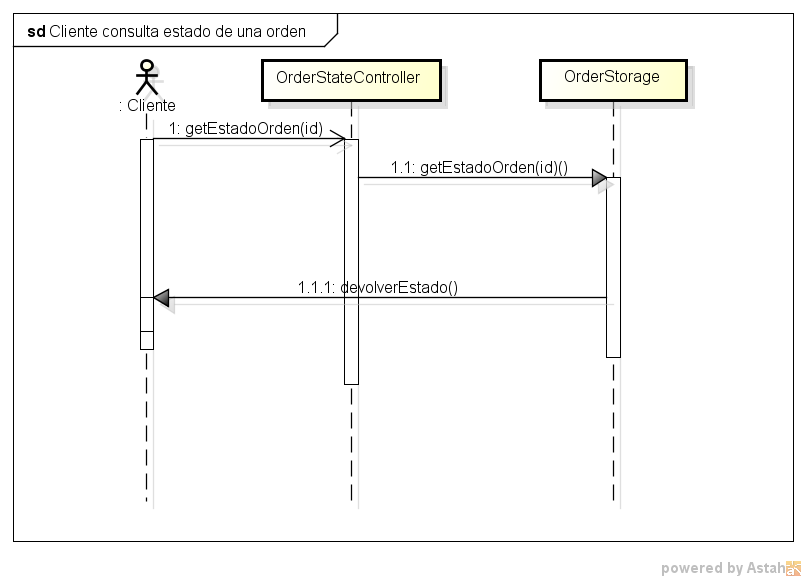 sd Cliente consulta estado de una orden
OrderStateController
OrderStorage
: Cliente
1: getEstadoOrden(id)
1.1: getEstadoOrden(id)()
1.1.1: devolverEstado()
powered by Astah